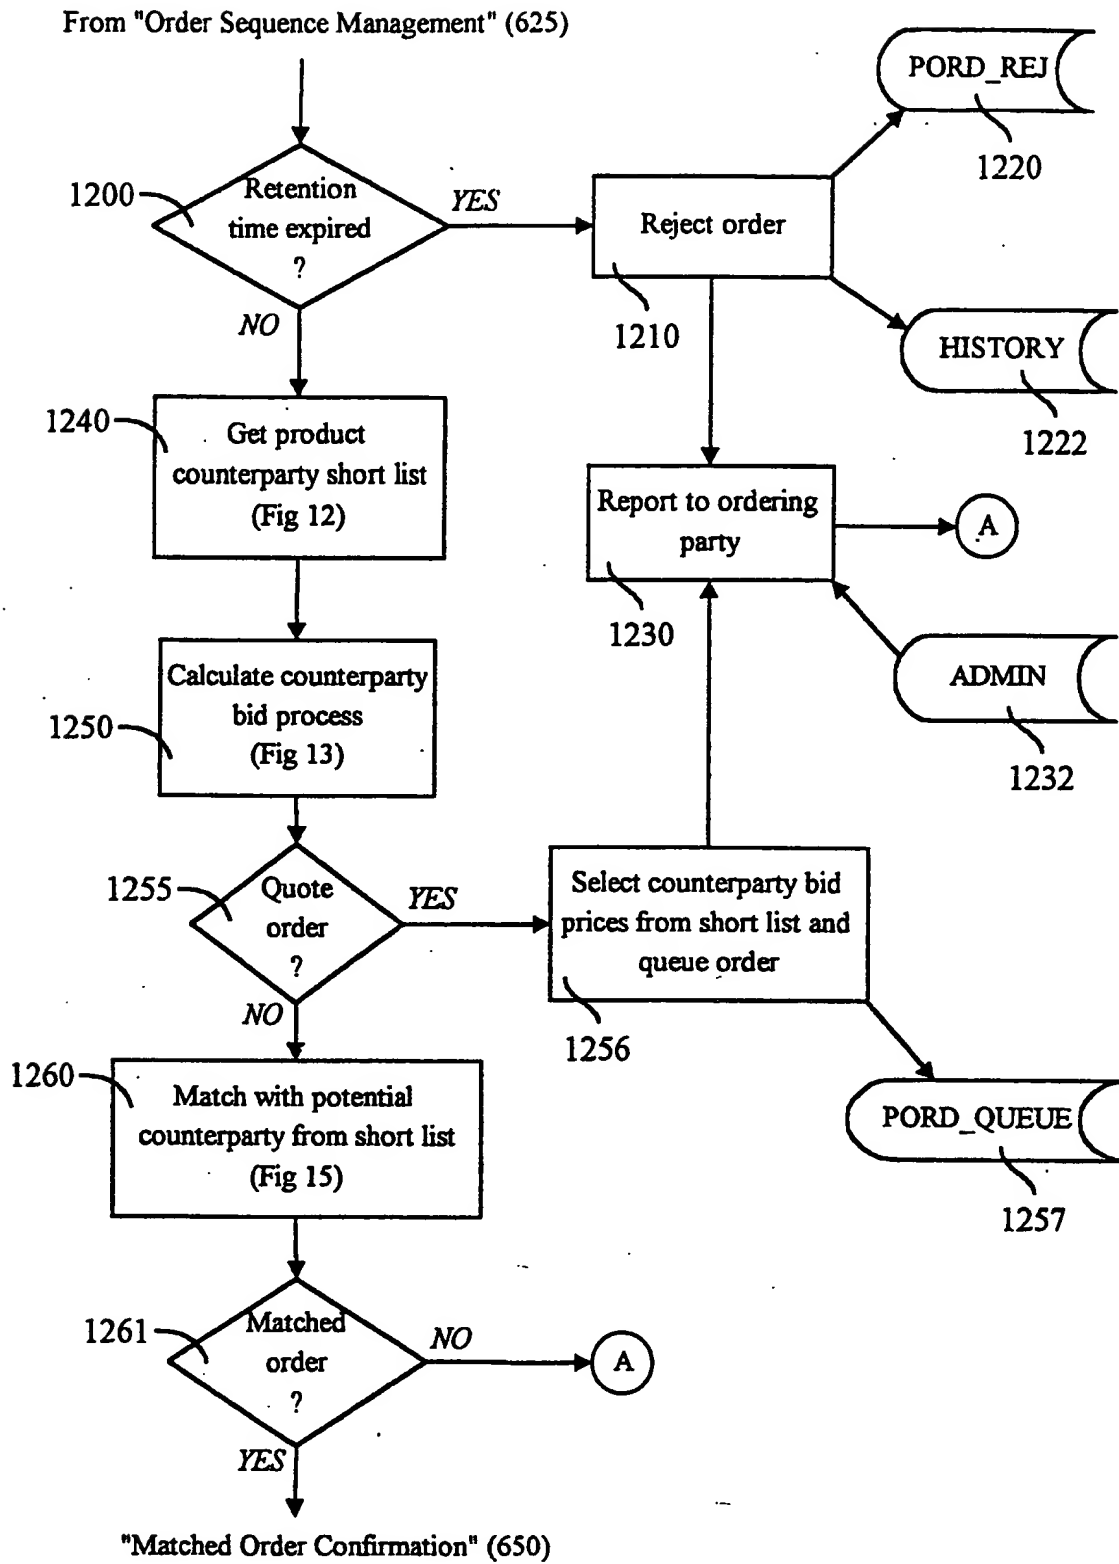 From "Order Sequence Management" (625)
PORD_REJ
1220
1200
Retention
time expired
?
YES
NO
Reject order
1210
HISTORY
1222
1240
Get product
counterparty short list
(Fig 12)
Report to ordering
party
1230
A
ADMIN
1232
Calculate counterparty
bid process
(Fig 13)
1250
1255
Quote
order
?
YES
NO
Select counterparty bid
prices from short list and
queue order
1256
PORD_QUEUE
1257
1260
Match with potential
counterparty from short list
(Fig 15)
1261
Matched
order
?
NO
A
YES
"Matched Order Confirmation" (650)